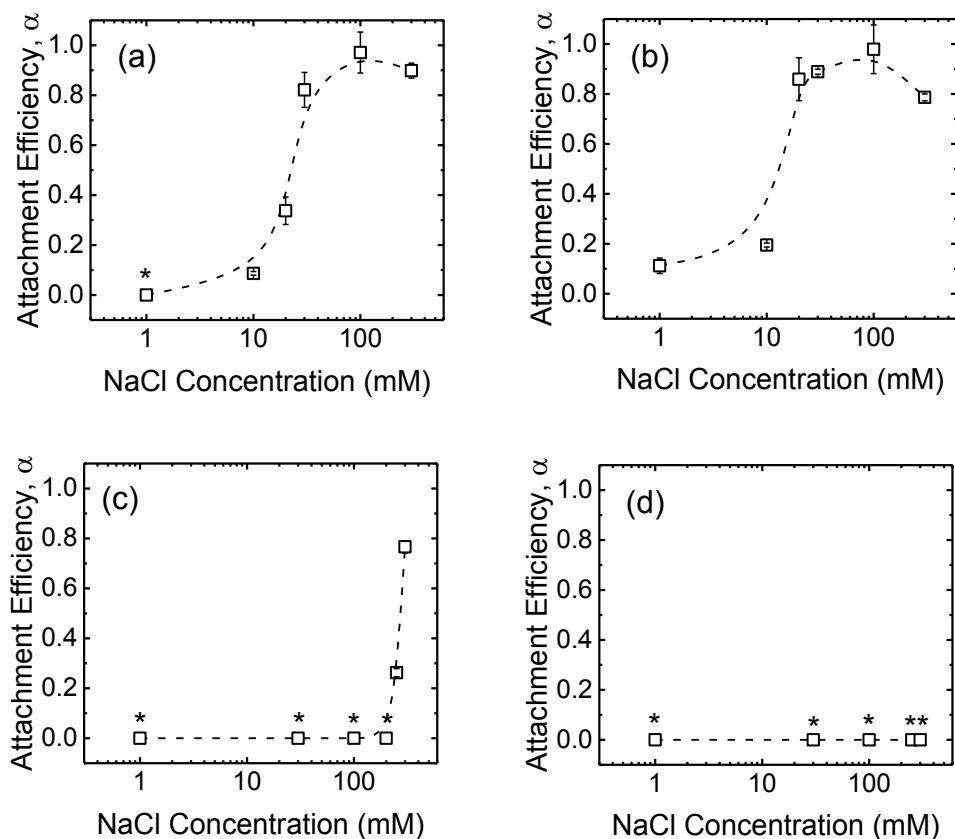 (a)
Attachment Efficiency, α
1.0
0.8
0.6
0.4
0.2
0.0
*
1
10
100
NaCl Concentration (mM)
(b)
Attachment Efficiency, α
1.0
0.8
0.6
0.4
0.2
0.0
1
10
100
NaCl Concentration (mM)
(c)
Attachment Efficiency, α
1.0
0.8
0.6
0.4
0.2
0.0
* * * *
1
10
100
NaCl Concentration (mM)
(d)
Attachment Efficiency, α
1.0
0.8
0.6
0.4
0.2
0.0
* * * **
1
10
100
NaCl Concentration (mM)